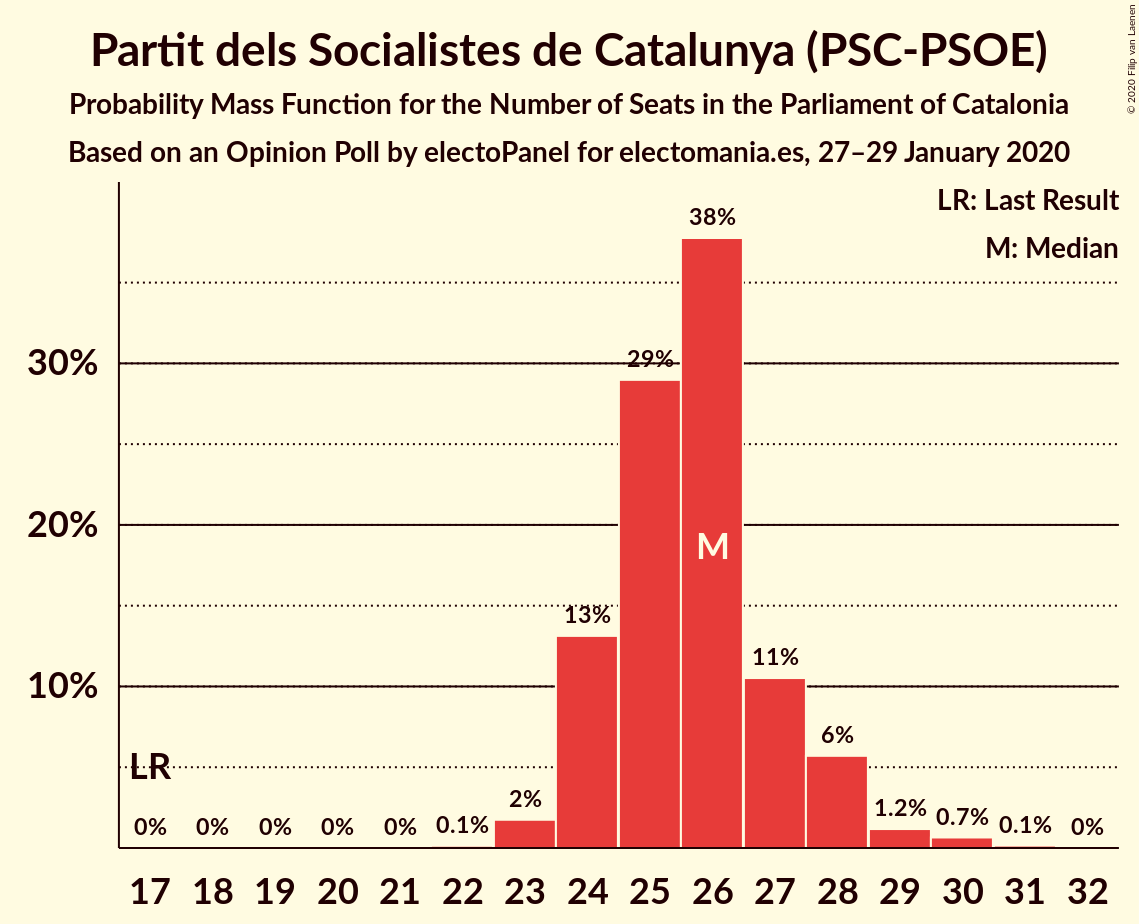 Partit dels Socialistes de Catalunya (PSC-PSOE)
Probability Mass Function for the Number of Seats in the Parliament of Catalonia
Based on an Opinion Poll by electoPanel for electomania.es, 27–29 January 2020
© 2020 Filip van Laenen
LR: Last Result
M: Median
38%
30%
29%
20%
M
13%
11%
10%
6%
LR
2%
0% 0% 0% 0% 0% 0.1% 1.2% 0.7% 0.1% 0%
17 18 19 20 21 22 23 24 25 26 27 28 29 30 31 32